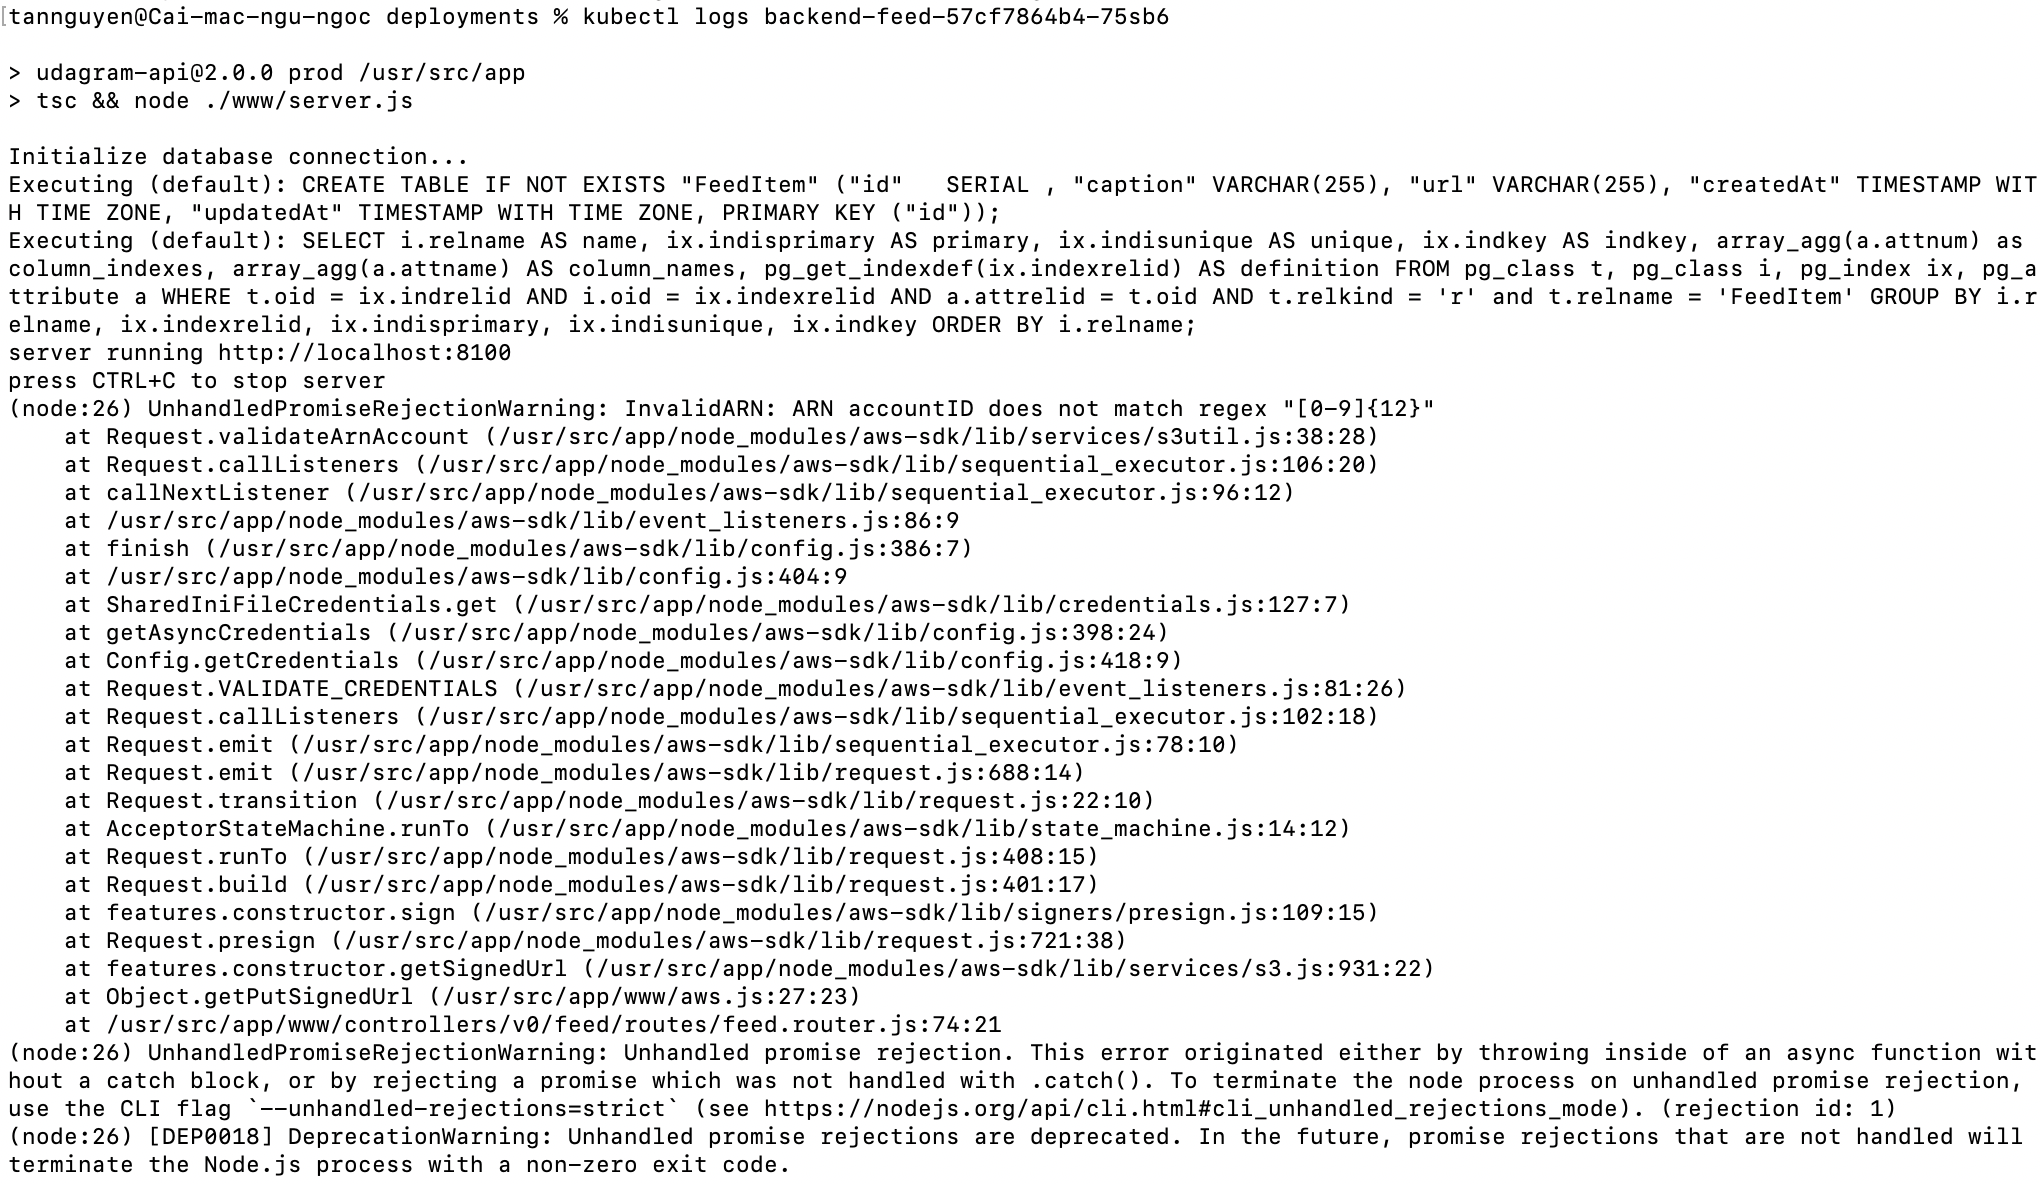 [tannguyen@Cai-mac-ngu-ngoc deployments % kubectl logs backend-feed-57cf7864b4-75sb6
> udagram-api@2.0.0 prod /usr/src/app
> tsc && node ./www/server.js
Initialize database connection...
Executing (default): CREATE TABLE IF NOT EXISTS "FeedItem" ("id"   SERIAL , "caption" VARCHAR(255), "url" VARCHAR(255), "createdAt" TIMESTAMP WIT
H TIME ZONE, "updatedAt" TIMESTAMP WITH TIME ZONE, PRIMARY KEY ("id"));
Executing (default): SELECT i.relname AS name, ix.indisprimary AS primary, ix.indisunique AS unique, ix.indkey AS indkey, array_agg(a.attnum) as
column_indexes, array_agg(a.attname) AS column_names, pg_get_indexdef(ix.indexrelid) AS definition FROM pg_class t, pg_class i, pg_index ix, pg_a
ttribute a WHERE t.oid = ix.indrelid AND i.oid = ix.indexrelid AND a.attrelid = t.oid AND t.relkind = 'r' and t.relname = 'FeedItem' GROUP BY i.r
elname, ix.indexrelid, ix.indisprimary, ix.indisunique, ix.indkey ORDER BY i.relname;
server running http://localhost:8100
press CTRL+C to stop server
(node:26) UnhandledPromiseRejectionWarning: InvalidARN: ARN accountID does not match regex "[0-9]{12}"
    at Request.validateArnAccount (/usr/src/app/node_modules/aws-sdk/lib/services/s3util.js:38:28)
    at Request.callListeners (/usr/src/app/node_modules/aws-sdk/lib/sequential_executor.js:106:20)
    at callNextListener (/usr/src/app/node_modules/aws-sdk/lib/sequential_executor.js:96:12)
    at /usr/src/app/node_modules/aws-sdk/lib/event_listeners.js:86:9
    at finish (/usr/src/app/node_modules/aws-sdk/lib/config.js:386:7)
    at /usr/src/app/node_modules/aws-sdk/lib/config.js:404:9
    at SharedIniFileCredentials.get (/usr/src/app/node_modules/aws-sdk/lib/credentials.js:127:7)
    at getAsyncCredentials (/usr/src/app/node_modules/aws-sdk/lib/config.js:398:24)
    at Config.getCredentials (/usr/src/app/node_modules/aws-sdk/lib/config.js:418:9)
    at Request.VALIDATE_CREDENTIALS (/usr/src/app/node_modules/aws-sdk/lib/event_listeners.js:81:26)
    at Request.callListeners (/usr/src/app/node_modules/aws-sdk/lib/sequential_executor.js:102:18)
    at Request.emit (/usr/src/app/node_modules/aws-sdk/lib/sequential_executor.js:78:10)
    at Request.emit (/usr/src/app/node_modules/aws-sdk/lib/request.js:688:14)
    at Request.transition (/usr/src/app/node_modules/aws-sdk/lib/request.js:22:10)
    at AcceptorStateMachine.runTo (/usr/src/app/node_modules/aws-sdk/lib/state_machine.js:14:12)
    at Request.runTo (/usr/src/app/node_modules/aws-sdk/lib/request.js:408:15)
    at Request.build (/usr/src/app/node_modules/aws-sdk/lib/request.js:401:17)
    at features.constructor.sign (/usr/src/app/node_modules/aws-sdk/lib/signers/presign.js:109:15)
    at Request.presign (/usr/src/app/node_modules/aws-sdk/lib/request.js:721:38)
    at features.constructor.getSignedUrl (/usr/src/app/node_modules/aws-sdk/lib/services/s3.js:931:22)
    at Object.getPutSignedUrl (/usr/src/app/www/aws.js:27:23)
    at /usr/src/app/www/controllers/v0/feed/routes/feed.router.js:74:21
(node:26) UnhandledPromiseRejectionWarning: Unhandled promise rejection. This error originated either by throwing inside of an async function wit
hout a catch block, or by rejecting a promise which was not handled with .catch(). To terminate the node process on unhandled promise rejection,
use the CLI flag `--unhandled-rejections=strict` (see https://nodejs.org/api/cli.html#cli_unhandled_rejections_mode). (rejection id: 1)
(node:26) [DEP0018] DeprecationWarning: Unhandled promise rejections are deprecated. In the future, promise rejections that are not handled will
terminate the Node.js process with a non-zero exit code.